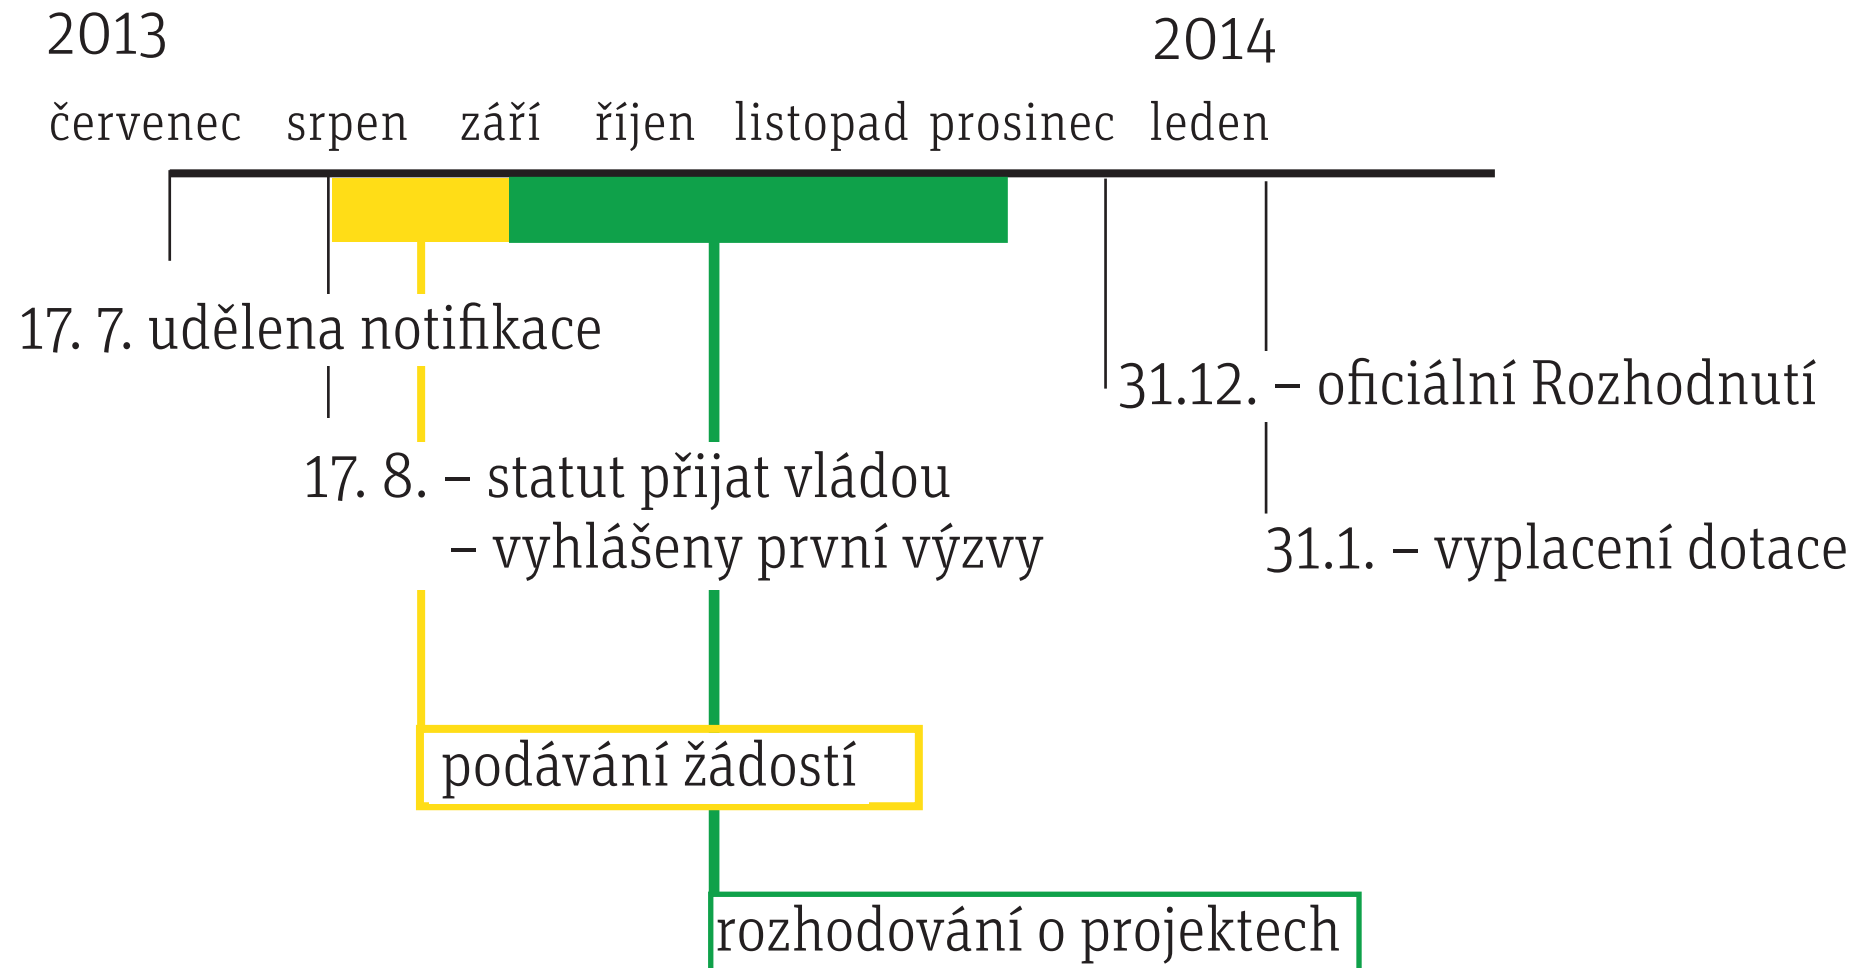 2013 2014
červenec srpen září říjen listopad prosinec leden
17. 7. udělena notifikace
31.12. – oficiální Rozhodnutí
17. 8. – statut přijat vládou
– vyhlášeny první výzvy
31.1. – vyplacení dotace
podávání žádostí
rozhodování o projektech